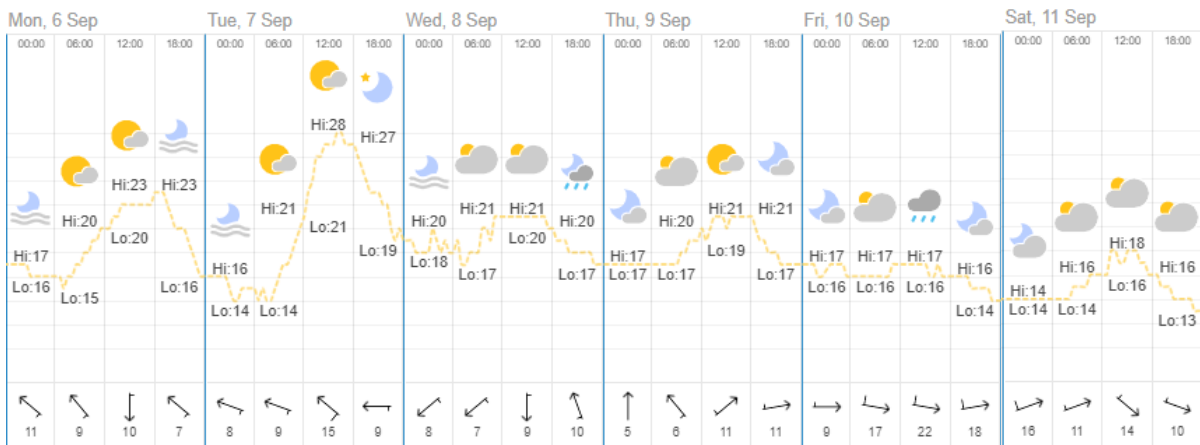 Mon, 6 Sep Tue, 7 Sep Wed, 8 Sep Thu, 9 Sep Fri, 10 Sep Sat, 11 Sep
00:00 06:00 12:00 18:00 00:00 06:00 12:00 18:00 00:00 06:00 12:00 18:00 00:00 06:00 12:00 18:00 00:00 06:00 12:00 18:00 00:00 06:00 12:00 18:00
Hi:17 Hi:20 Hi:23 Hi:23 Hi:16 Hi:21 Hi:28 Hi:27 Hi:20 Hi:21 Hi:21 Hi:20 Hi:17 Hi:20 Hi:21 Hi:21 Hi:17 Hi:17 Hi:17 Hi:16 Hi:14 Hi:16 Hi:18 Hi:16
Lo:16 Lo:15 Lo:20 Lo:16 Lo:14 Lo:14 Lo:21 Lo:19 Lo:18 Lo:17 Lo:20 Lo:17 Lo:17 Lo:17 Lo:19 Lo:17 Lo:16 Lo:16 Lo:16 Lo:14 Lo:14 Lo:14 Lo:16 Lo:13
11 9 10 7 8 9 15 9 8 7 9 10 5 6 11 11 9 17 22 18 16 11 14 10